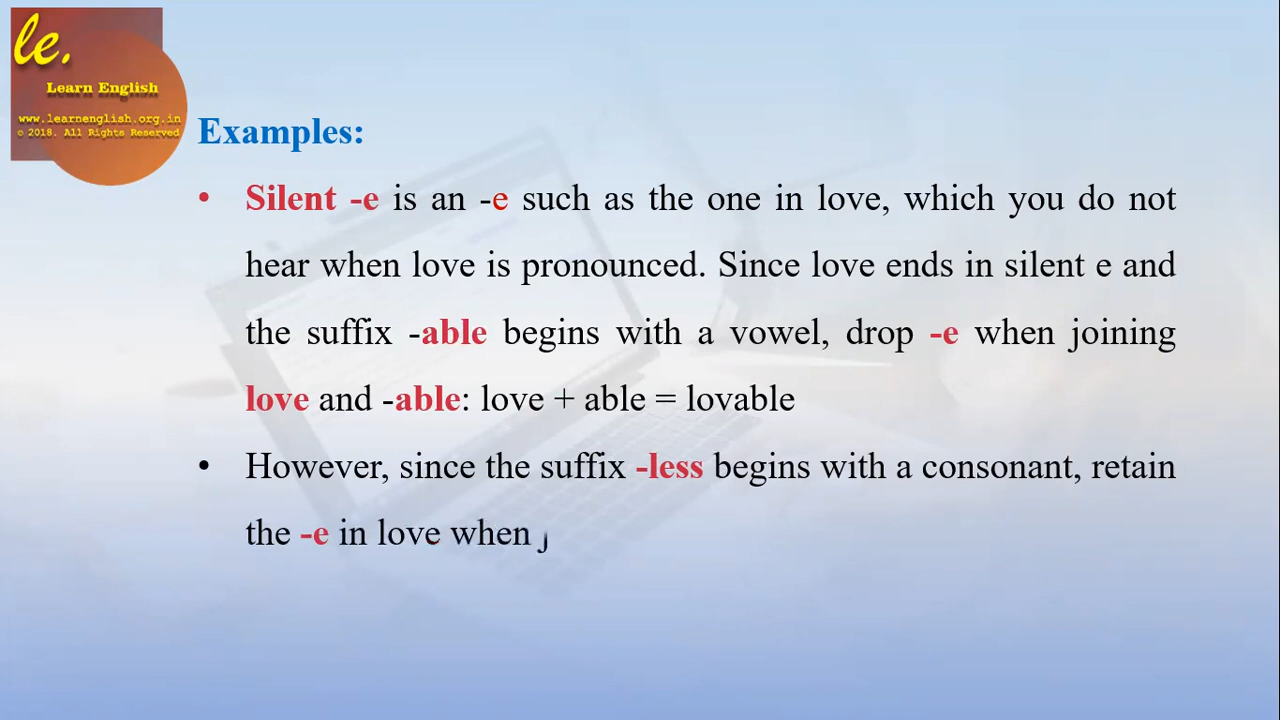 le.
Learn English
www.learnenglish.org.in
© 2018. All Rights Reserved
Examples:
• Silent -e is an -e such as the one in love, which you do not
hear when love is pronounced. Since love ends in silent e and
the suffix -able begins with a vowel, drop -e when joining
love and -able: love + able = lovable
• However, since the suffix -less begins with a consonant, retain
the -e in love when j